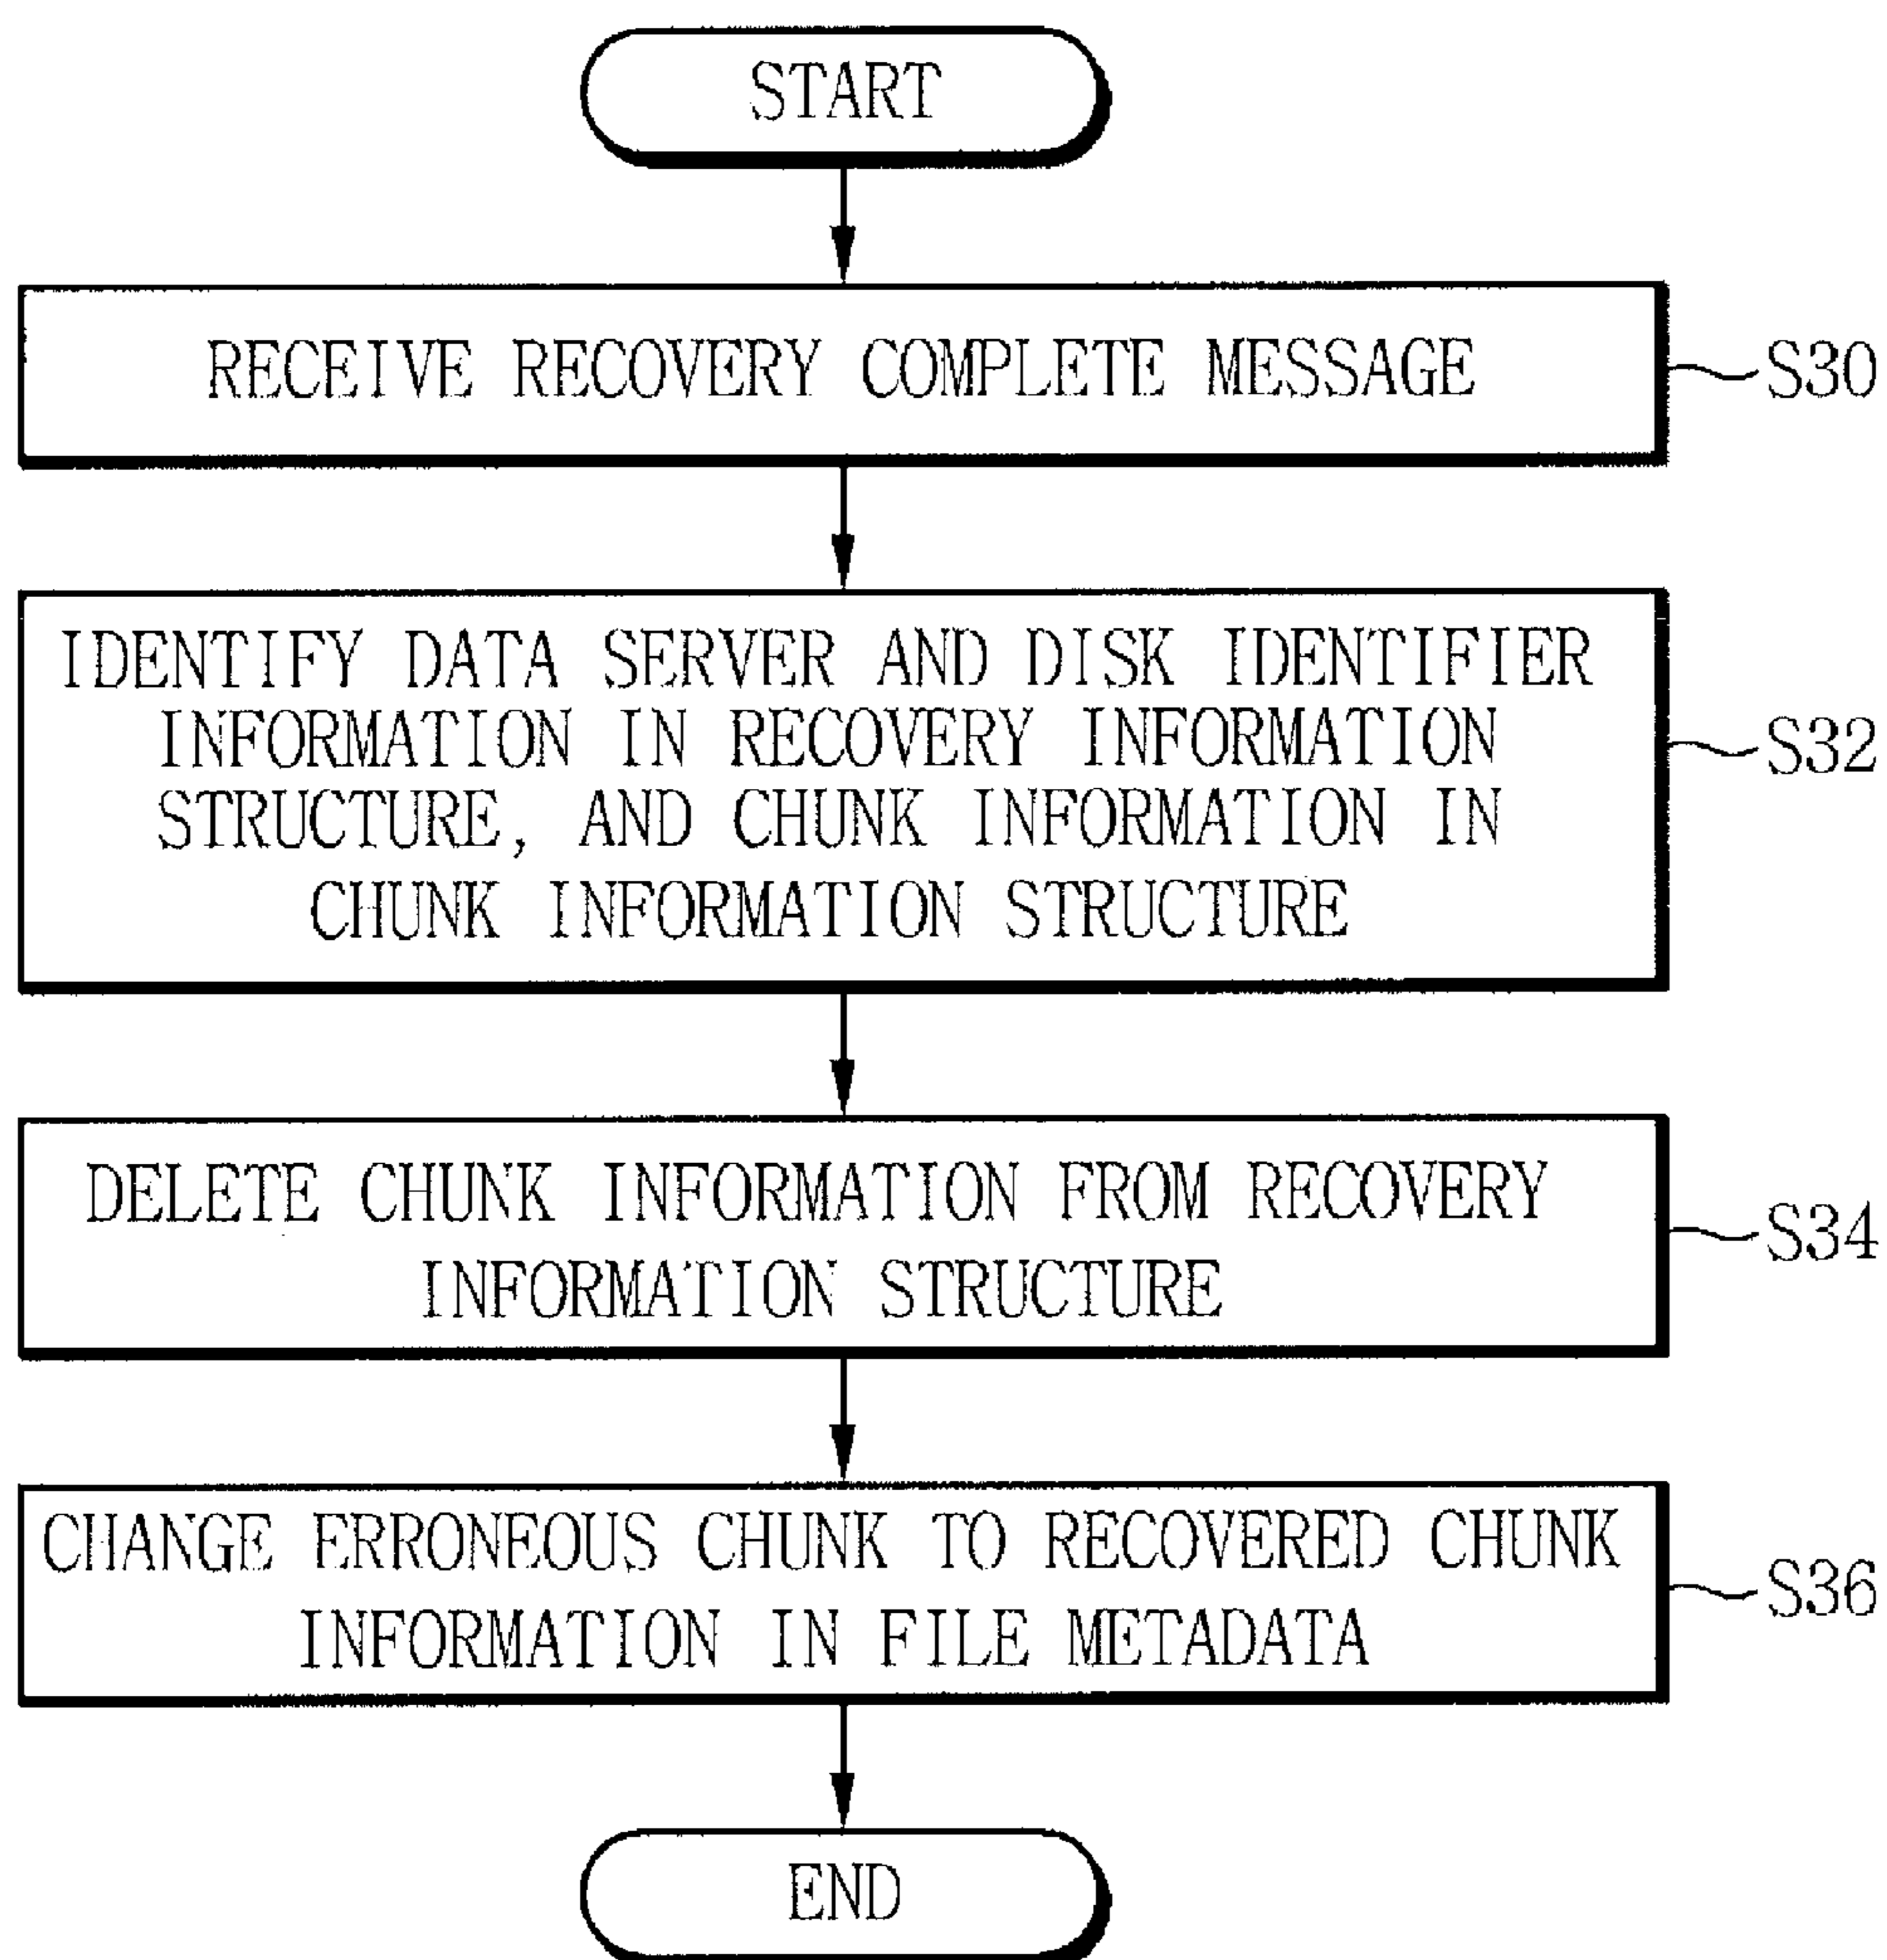 START
RECEIVE RECOVERY COMPLETE MESSAGE
S30
IDENTIFY DATA SERVER AND DISK IDENTIFIER
INFORMATION IN RECOVERY INFORMATION
STRUCTURE, AND CHUNK INFORMATION IN
CHUNK INFORMATION STRUCTURE
S32
DELETE CHUNK INFORMATION FROM RECOVERY
INFORMATION STRUCTURE
S34
CHANGE ERRONEOUS CHUNK TO RECOVERED CHUNK
INFORMATION IN FILE METADATA
S36
END